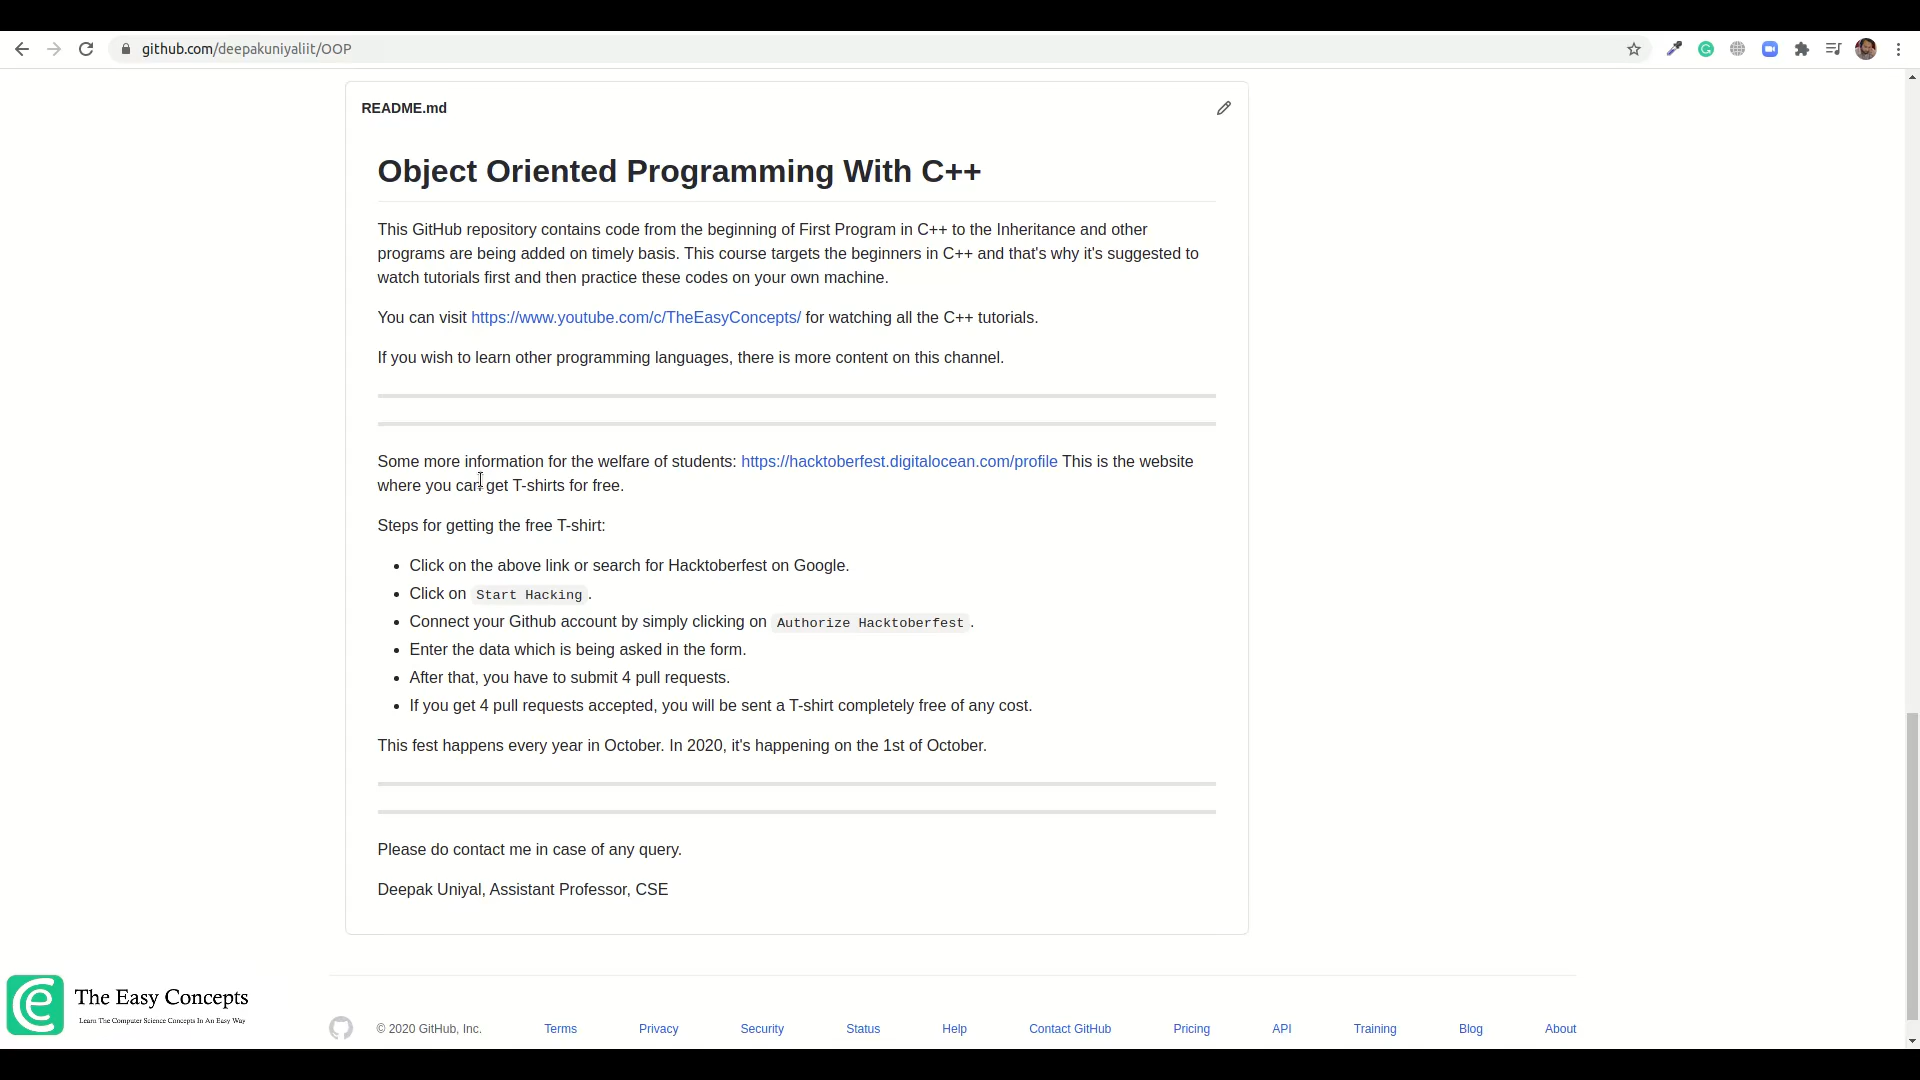 github.com/deepakuniyaliit/OOP
README.md
Object Oriented Programming With C++
This GitHub repository contains code from the beginning of First Program in C++ to the Inheritance and other
programs are being added on timely basis. This course targets the beginners in C++ and that's why it's suggested to
watch tutorials first and then practice these codes on your own machine.
You can visit https://www.youtube.com/c/TheEasyConcepts/ for watching all the C++ tutorials.
If you wish to learn other programming languages, there is more content on this channel.
Some more information for the welfare of students: https://hacktoberfest.digitalocean.com/profile This is the website
where you can get T-shirts for free.
Steps for getting the free T-shirt:
• Click on the above link or search for Hacktoberfest on Google.
• Click on Start Hacking .
• Connect your Github account by simply clicking on Authorize Hacktoberfest .
• Enter the data which is being asked in the form.
• After that, you have to submit 4 pull requests.
• If you get 4 pull requests accepted, you will be sent a T-shirt completely free of any cost.
This fest happens every year in October. In 2020, it's happening on the 1st of October.
Please do contact me in case of any query.
Deepak Uniyal, Assistant Professor, CSE
The Easy Concepts
Learn The Computer Science Concepts In An Easy Way
© 2020 GitHub, Inc. Terms Privacy Security Status Help Contact GitHub Pricing API Training Blog About